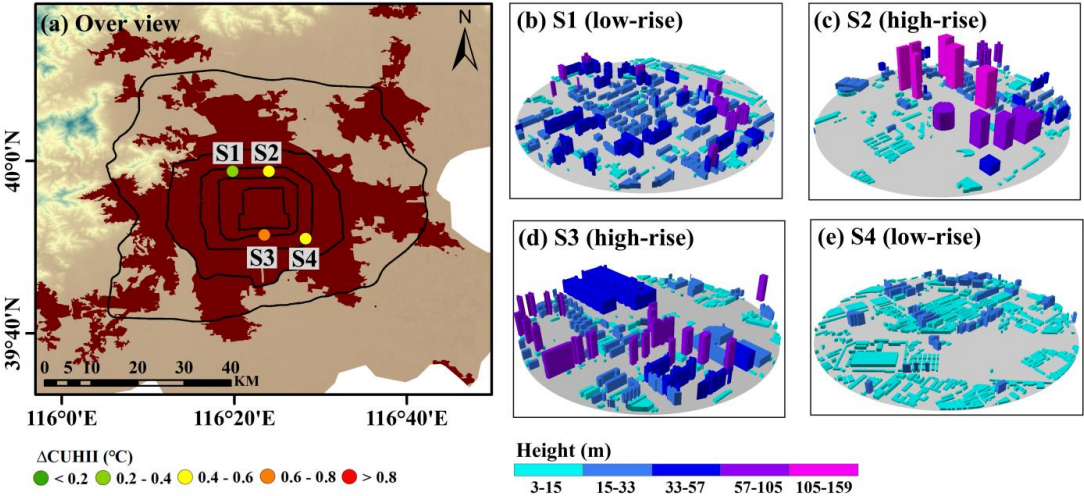 (a) Over view
N
S1
S2
S3
S4
40°0'N
39°40'N
0 5 10 20 30 40
KM
116°0'E 116°20'E 116°40'E
ΔCUHII (°C)
< 0.2 0.2 - 0.4 0.4 - 0.6 0.6 - 0.8 > 0.8
(b) S1 (low-rise)
(c) S2 (high-rise)
(d) S3 (high-rise)
(e) S4 (low-rise)
Height (m)
3-15 15-33 33-57 57-105 105-159